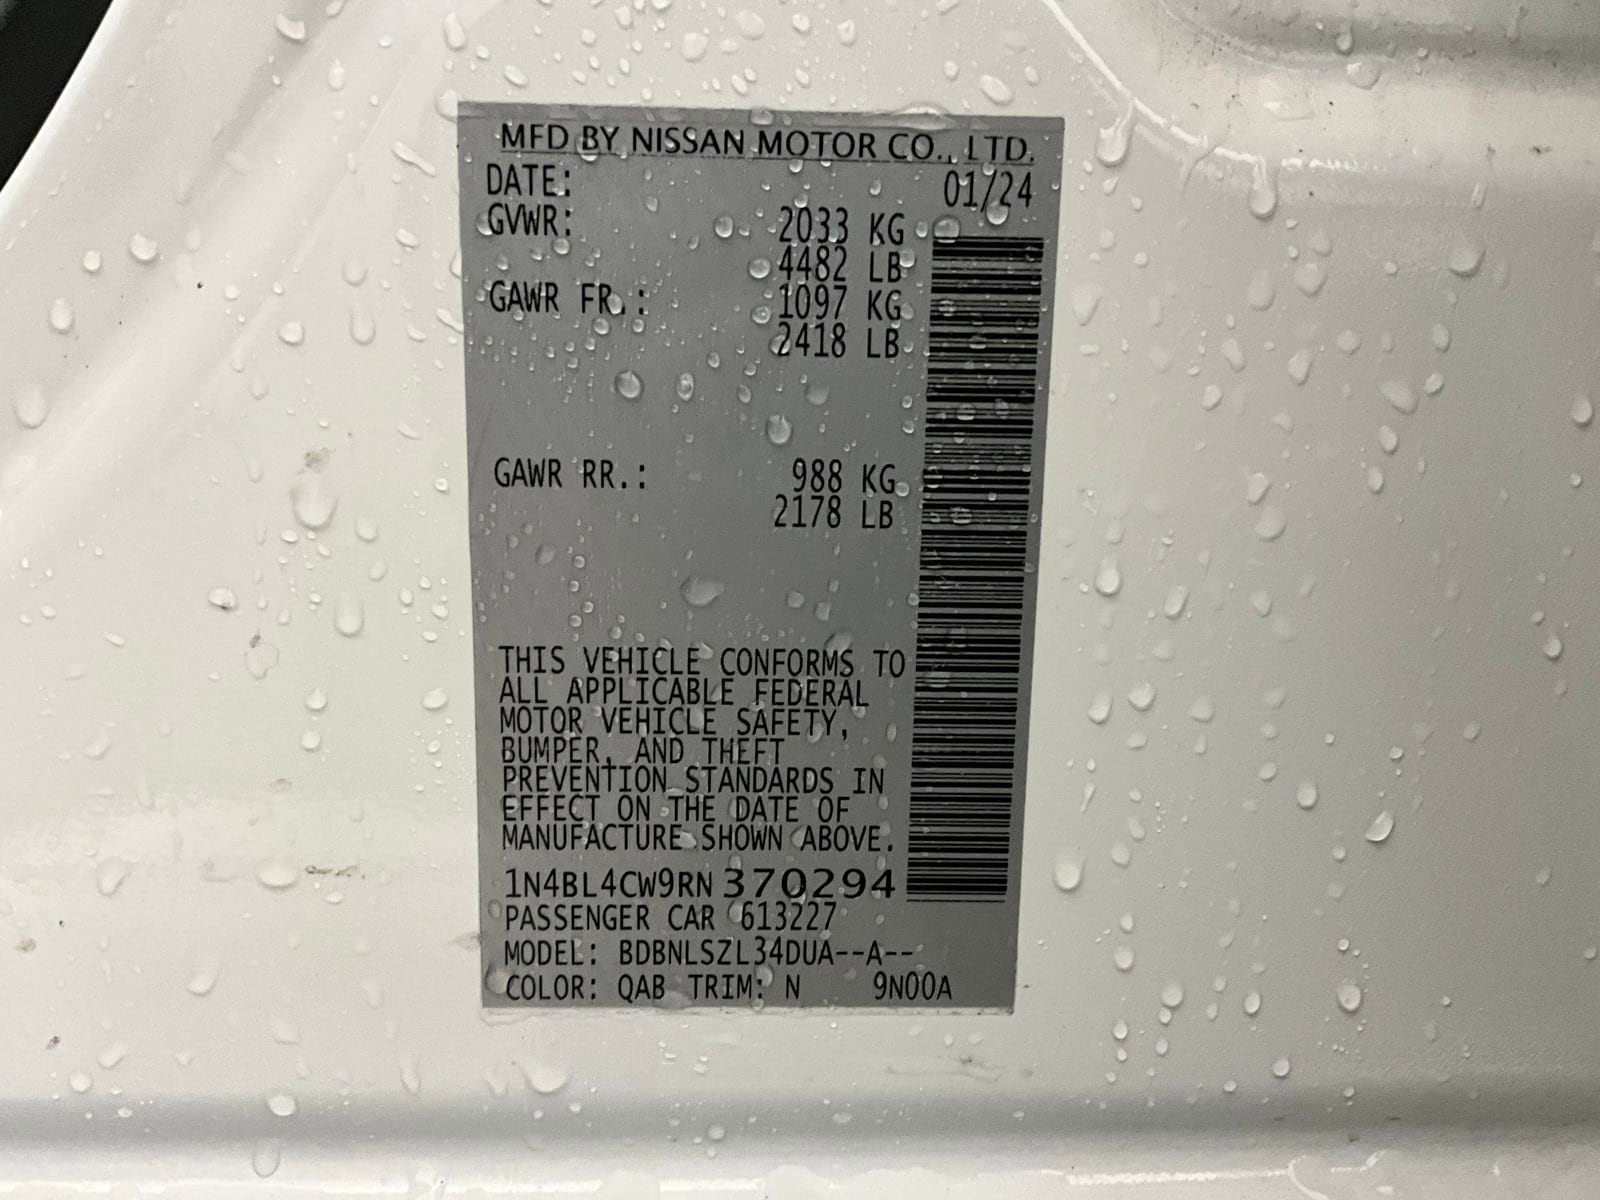 MFD BY NISSAN MOTOR CO., LTD.
DATE: 01/24
GVWR: 2033 KG
4482 LB
GAWR FR.: 1097 KG
2418 LB
GAWR RR.: 988 KG
2178 LB
THIS VEHICLE CONFORMS TO
ALL APPLICABLE FEDERAL
MOTOR VEHICLE SAFETY,
BUMPER, AND THEFT
PREVENTION STANDARDS IN
EFFECT ON THE DATE OF
MANUFACTURE SHOWN ABOVE.
1N4BL4CW9RN370294
PASSENGER CAR 613227
MODEL: BDBNLSZL34DUA--A--
COLOR: QAB TRIM: N 9N00A